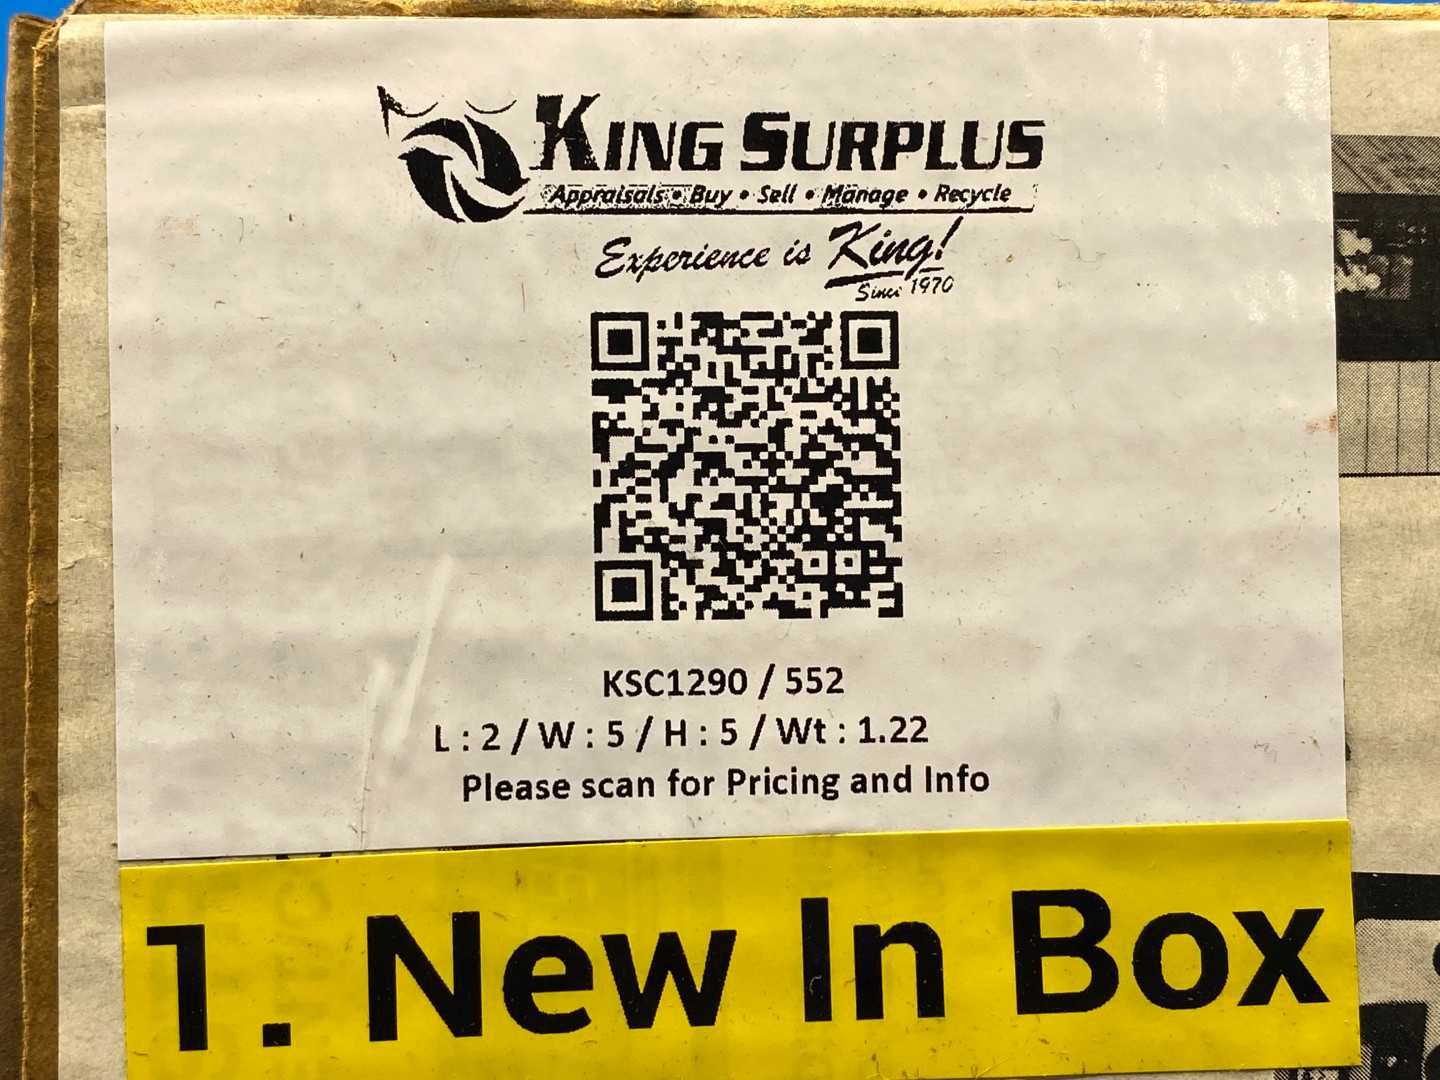 KING SURPLUS
Appraisals • Buy • Sell • Manage • Recycle
Experience is King!
Since 1970
KSC1290 / 552
L : 2 / W : 5 / H : 5 / Wt : 1.22
Please scan for Pricing and Info
1. New In Box